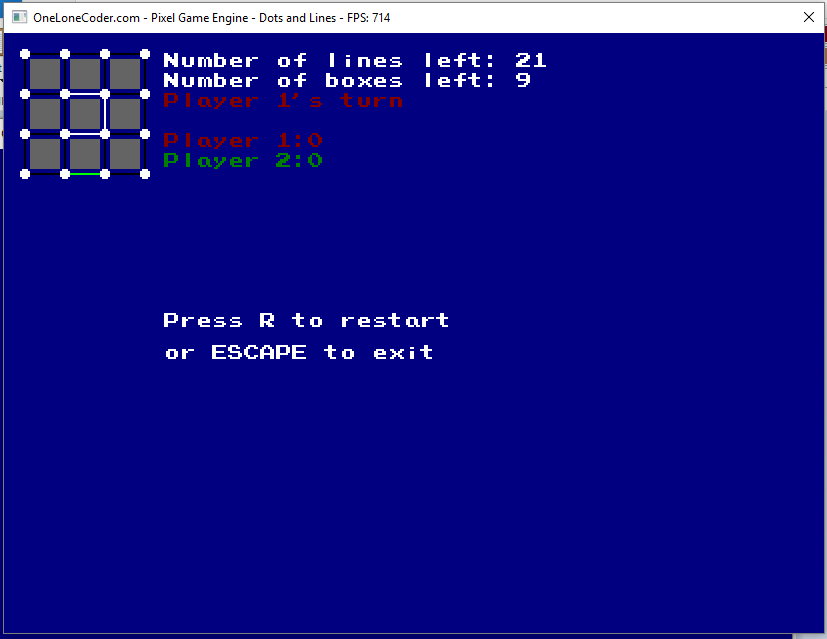 OneLoneCoder.com - Pixel Game Engine - Dots and Lines - FPS: 714
Number of lines left: 21
Number of boxes left: 9
Player 1's turn
Player 1:0
Player 2:0
Press R to restart
or ESCAPE to exit